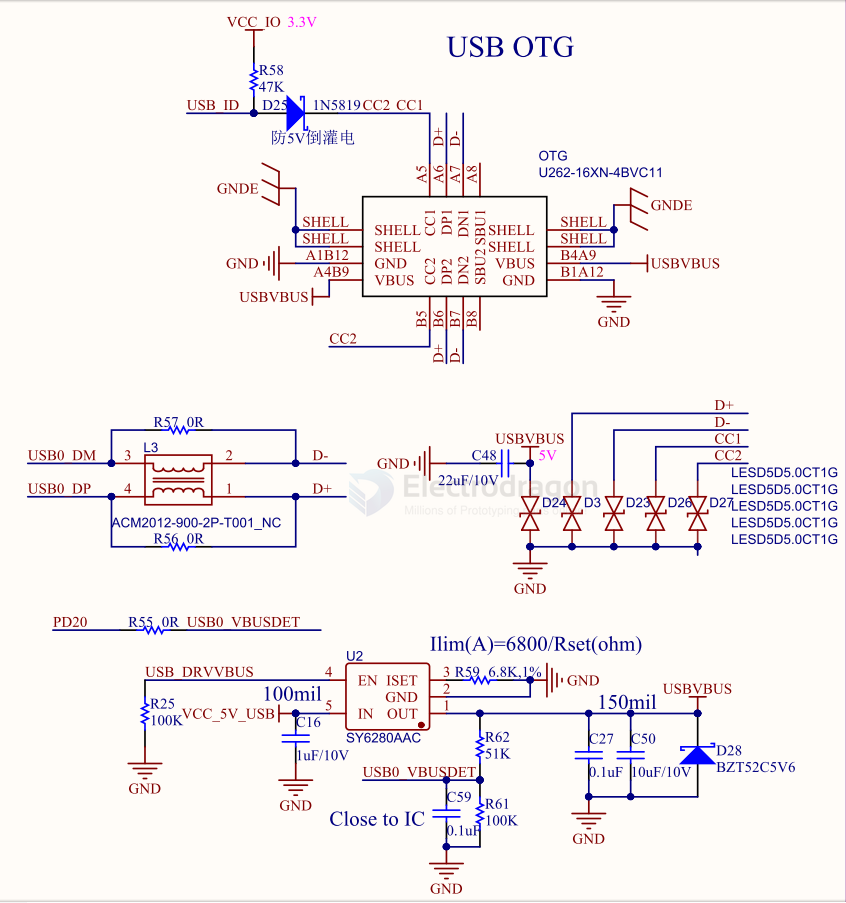 VCC_IO 3.3V
USB OTG
R58
47K
USB_ID D25 1N5819 CC2 CC1
防5V倒灌电
D+
D-
A5
A6
A7
A8
OTG
U262-16XN-4BVC11
GNDE
GNDE
SHELL
SHELL
A1B12
A4B9
GND
USBVBUS
SHELL
SHELL
GND
VBUS
CC1
DP1
DN1
SBU1
CC2
DP2
DN2
SBU2
SHELL
SHELL
VBUS
GND
SHELL
SHELL
B4A9
B1A12
USBVBUS
GND
B5
B6
B7
B8
CC2
D+
D-
R57 0R
L3
USB0_DM 3 2 D-
USB0_DP 4 1 D+
ACM2012-900-2P-T001_NC
R56 0R
GND
C48
22uF/10V
USBVBUS
5V
D+
D-
CC1
CC2
LESD5D5.0CT1G
LESD5D5.0CT1G
LESD5D5.0CT1G
LESD5D5.0CT1G
LESD5D5.0CT1G
D24 D3 D23 D26 D27
GND
Electrodragon
Millions of Prototyping
PD20 R55 0R USB0_VBUSDET
Ilim(A)=6800/Rset(ohm)
U2
USB_DRVVBUS 4 EN ISET 3 R59 6.8K,1% GND
GND 2
100mil
VCC_5V_USB 5 IN OUT 1
SY6280AAC
R25
100K
GND
C16
1uF/10V
GND
150mil
USBVBUS
R62
51K
USB0_VBUSDET
C59
0.1uF
R61
100K
Close to IC
GND
C27
0.1uF
C50
10uF/10V
D28
BZT52C5V6
GND